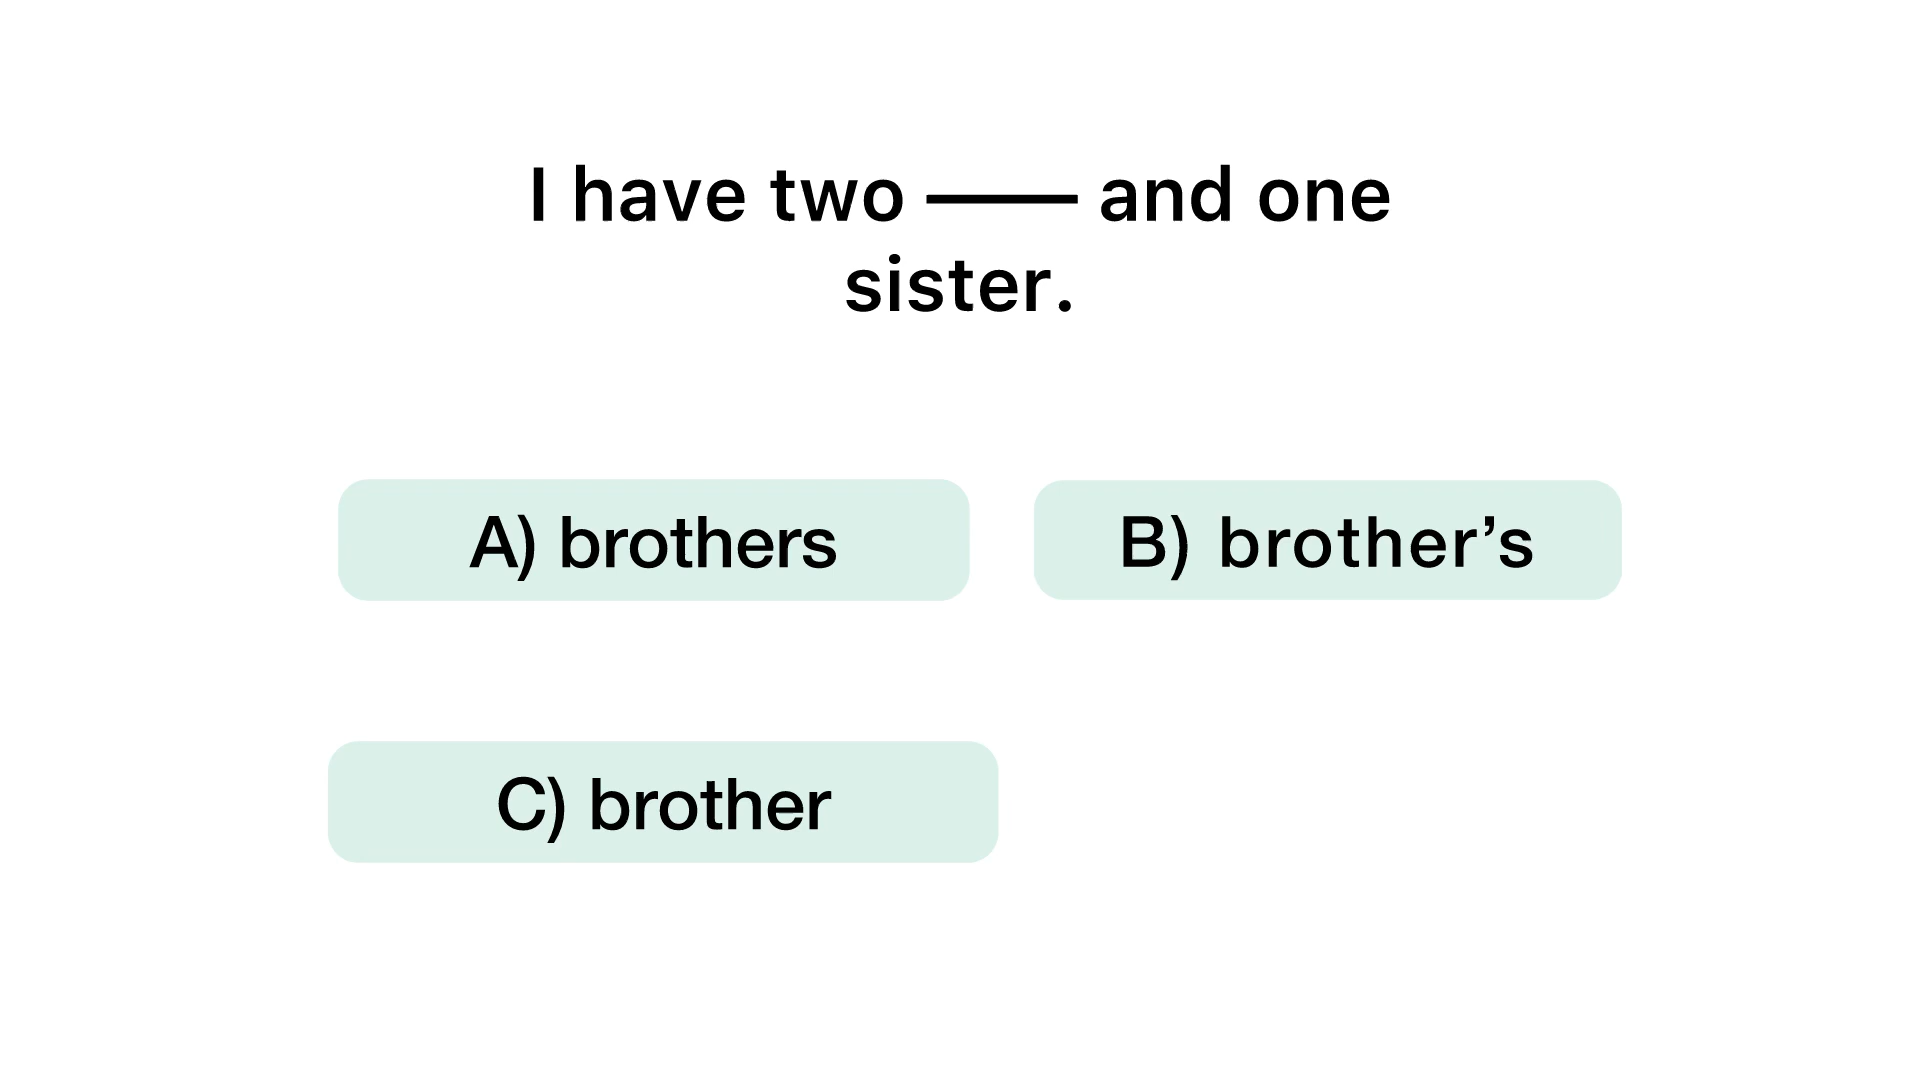 I have two —— and one
sister.
A) brothers
B) brother’s
C) brother